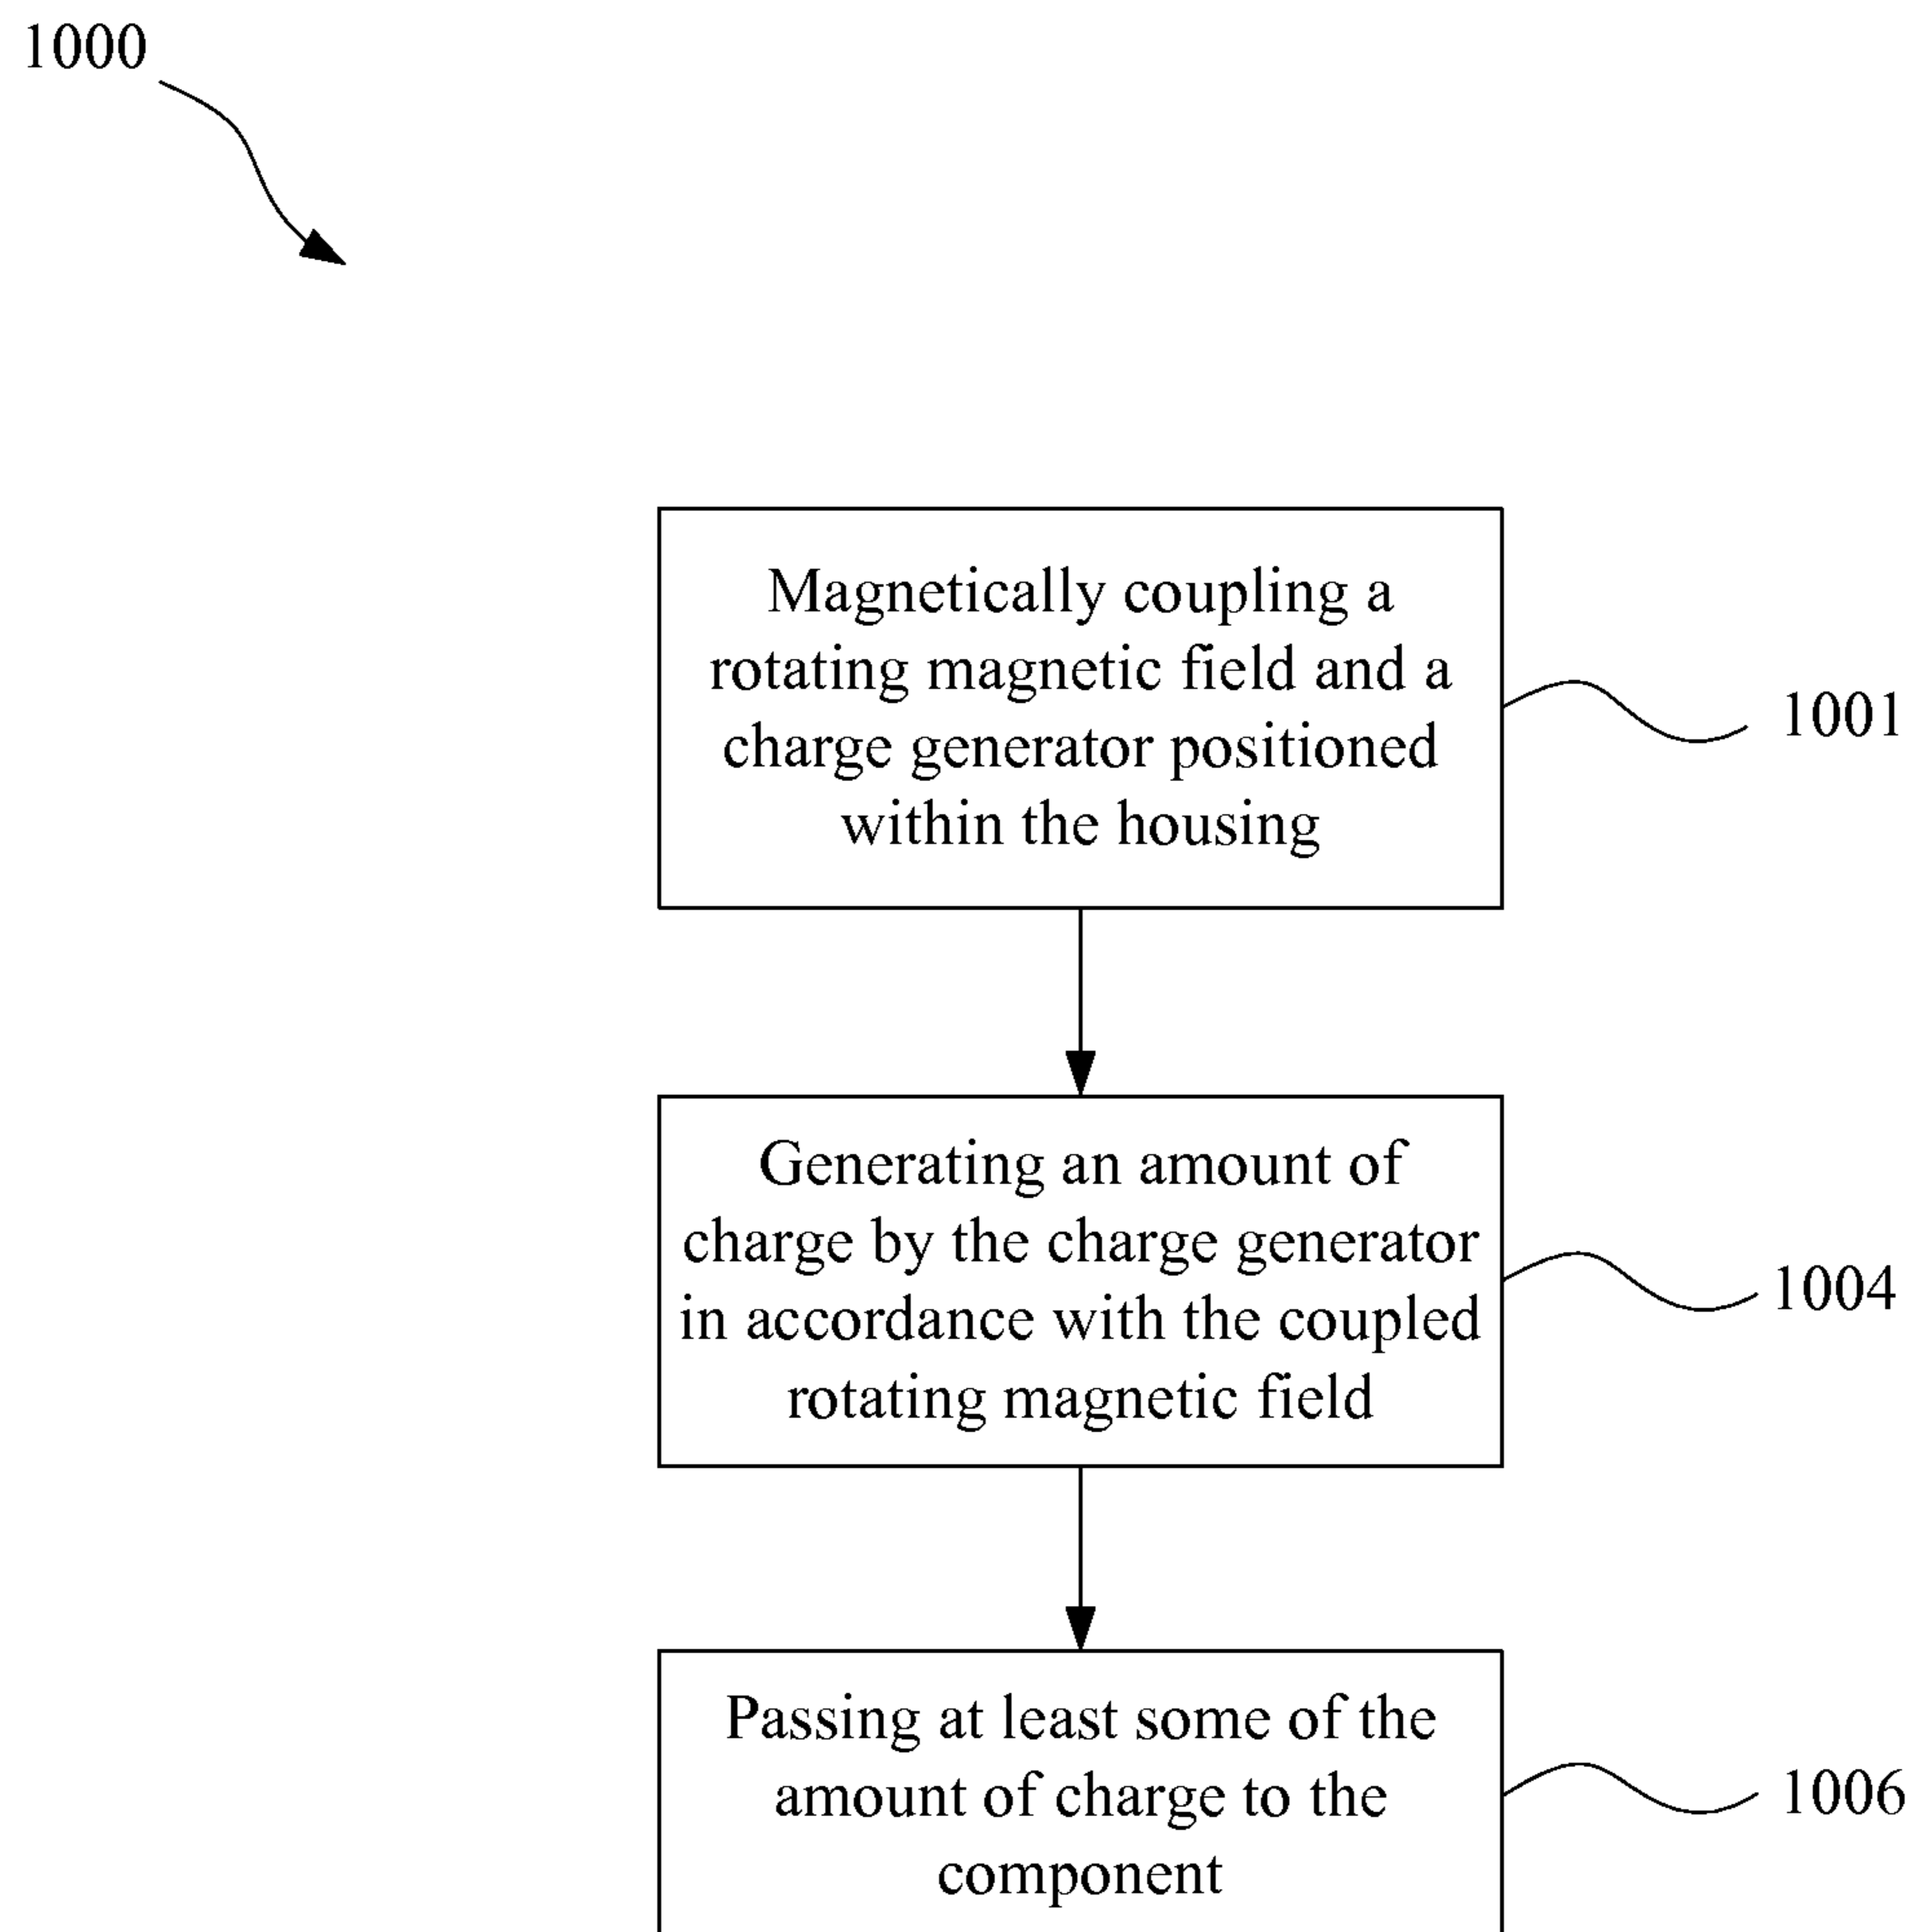 1000
Magnetically coupling a
rotating magnetic field and a
charge generator positioned
within the housing
1001
Generating an amount of
charge by the charge generator
in accordance with the coupled
rotating magnetic field
1004
Passing at least some of the
amount of charge to the
component
1006